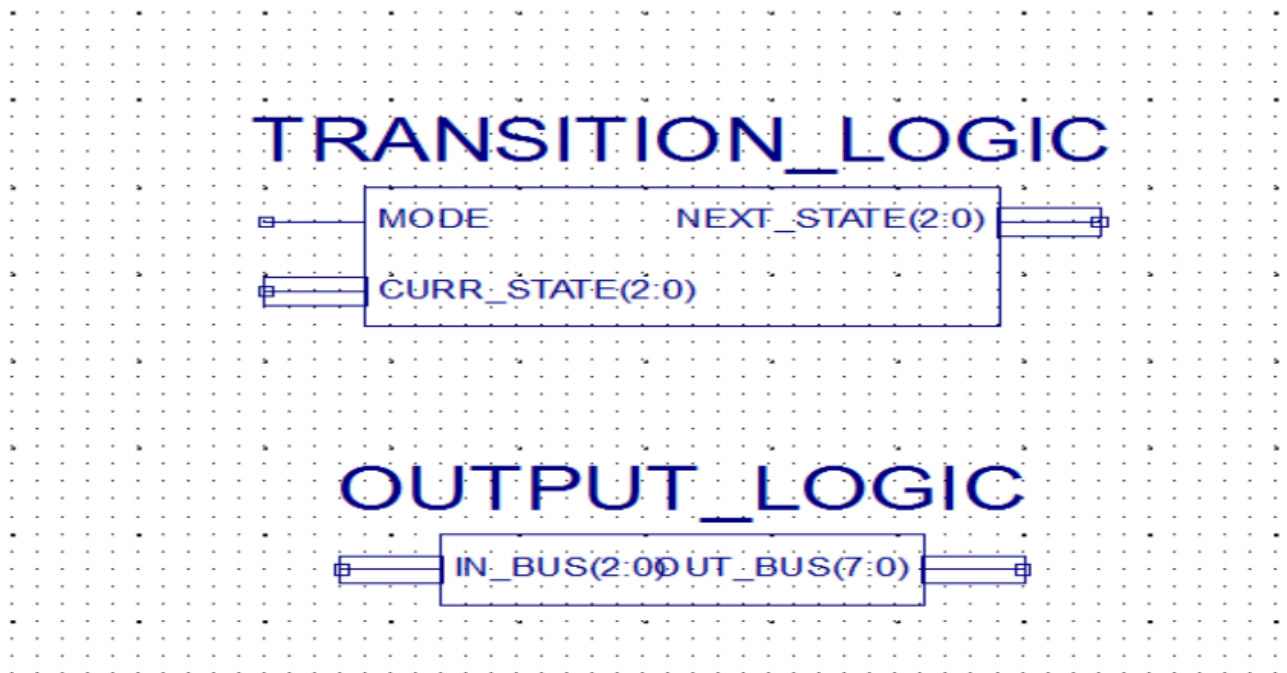 TRANSITION_LOGIC
MODE NEXT_STATE(2:0)
CURR_STATE(2:0)
OUTPUT_LOGIC
IN_BUS(2:0) OUT_BUS(7:0)